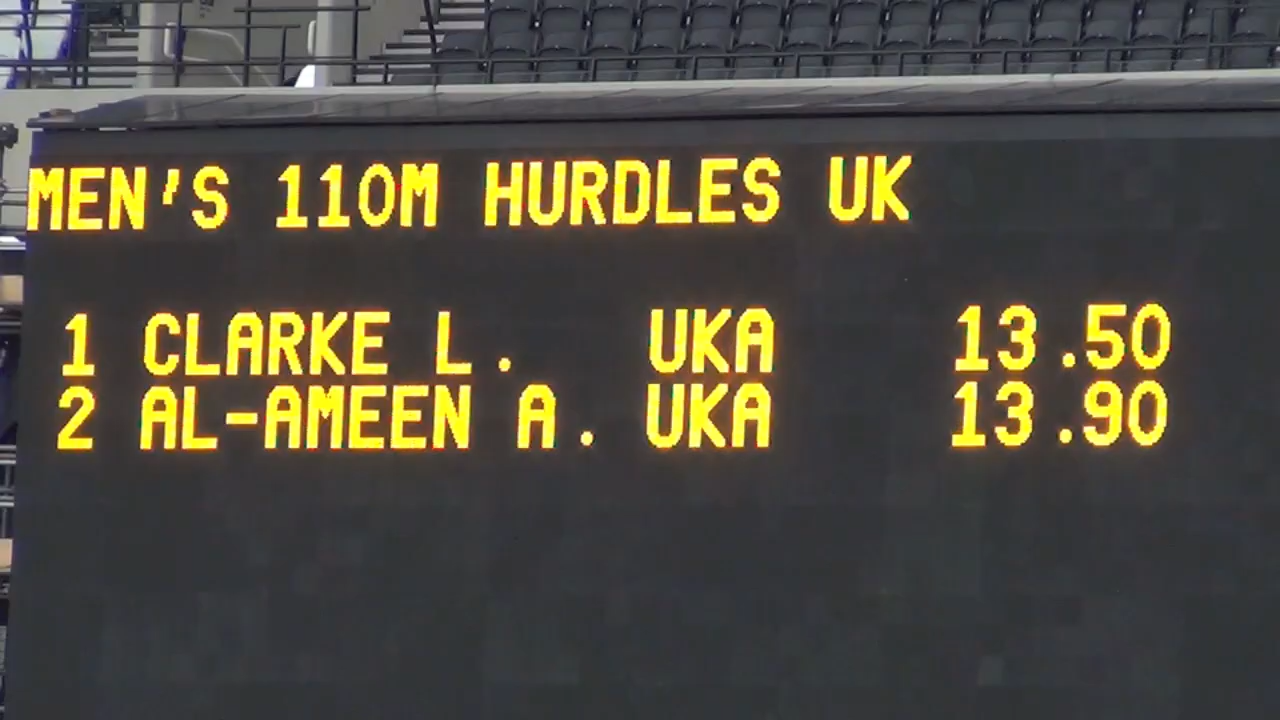 MEN'S 110M HURDLES UK
1 CLARKE L. UKA 13.50
2 AL-AMEEN A. UKA 13.90